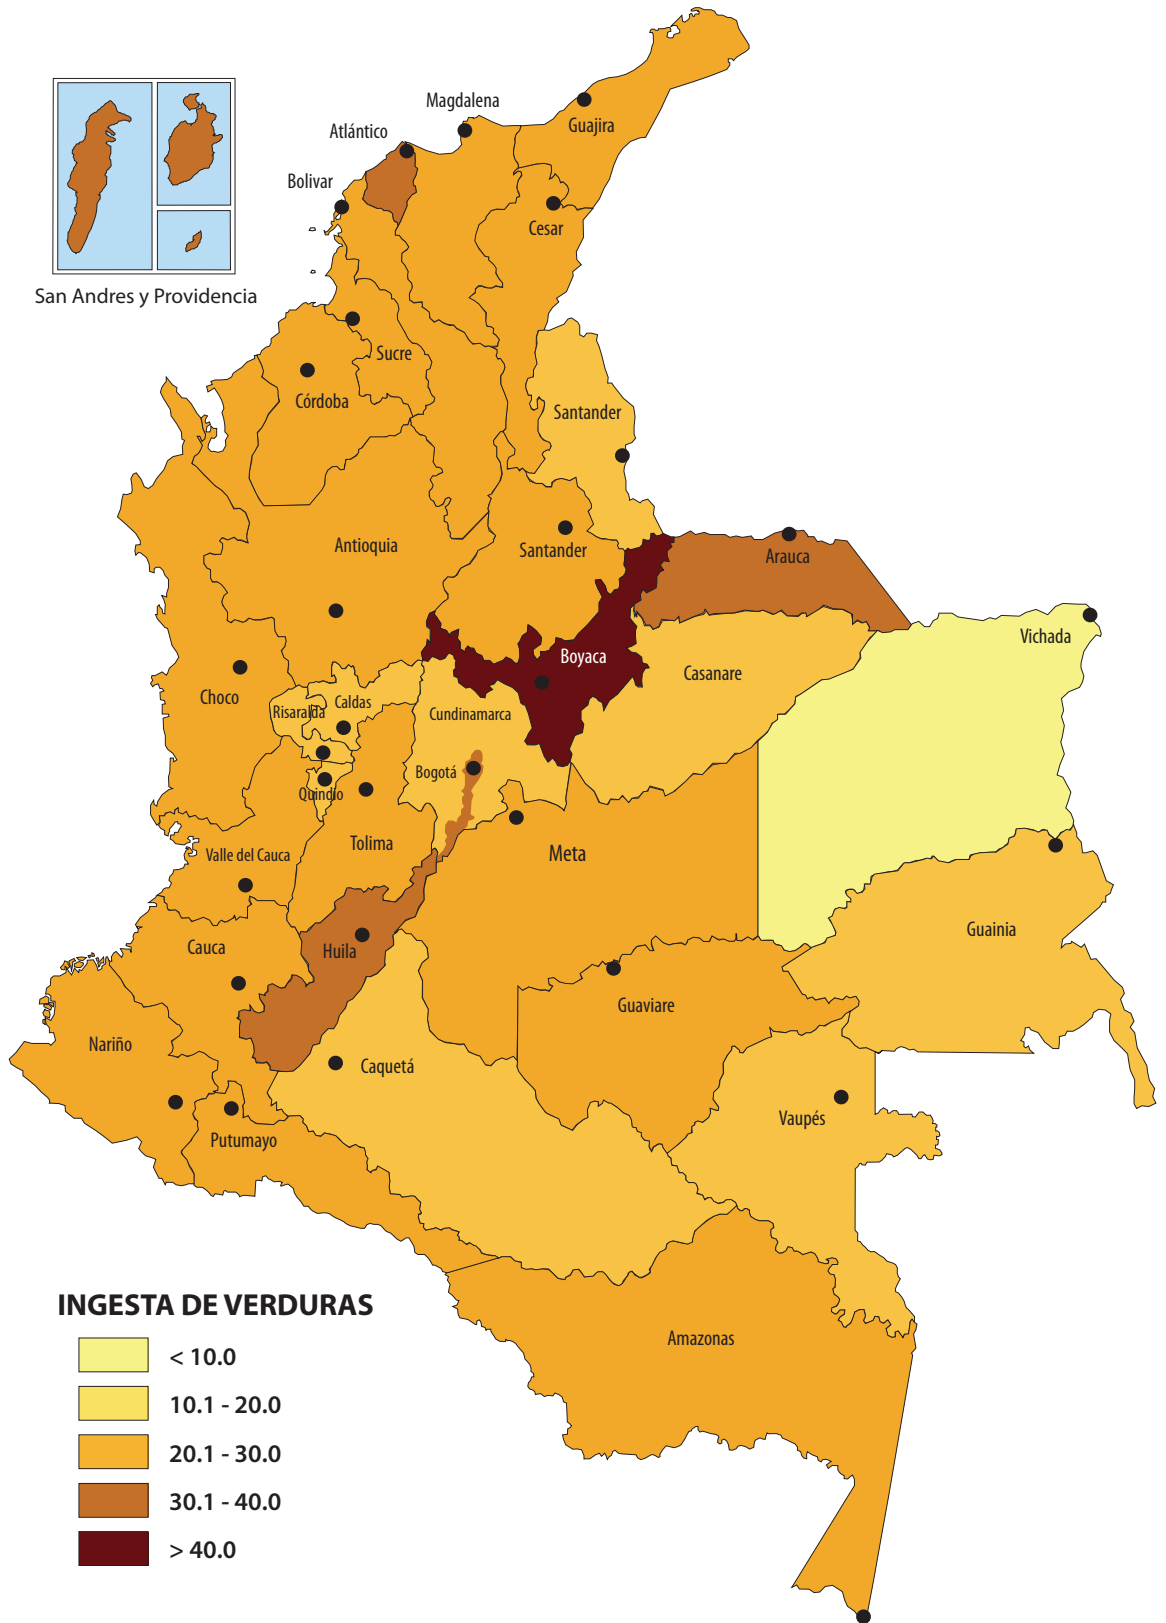 Magdalena
Guajira
Atlántico
Bolivar
Cesar
San Andres y Providencia
Sucre
Córdoba
Santander
Antioquia
Santander
Arauca
Vichada
Boyaca
Casanare
Choco
Risaralda
Caldas
Cundinamarca
Bogotá
Quindio
Tolima
Valle del Cauca
Meta
Guainia
Cauca
Huila
Guaviare
Nariño
Caquetá
Vaupés
Putumayo
INGESTA DE VERDURAS
Amazonas
< 10.0
10.1 - 20.0
20.1 - 30.0
30.1 - 40.0
> 40.0